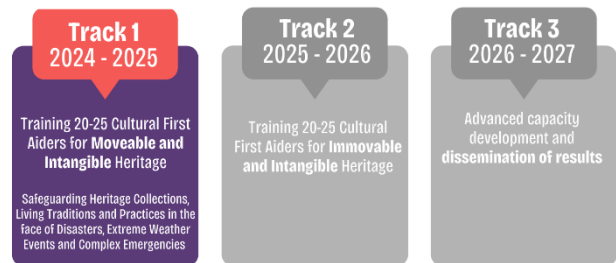 Track 1
2024 - 2025
Training 20-25 Cultural First
Aiders for Moveable and
Intangible Heritage
Safeguarding Heritage Collections,
Living Traditions and Practices in the
face of Disasters, Extreme Weather
Events and Complex Emergencies
Track 2
2025 - 2026
Training 20-25 Cultural
First Aiders for Immovable
and Intangible Heritage
Track 3
2026 - 2027
Advanced capacity
development and
dissemination of results